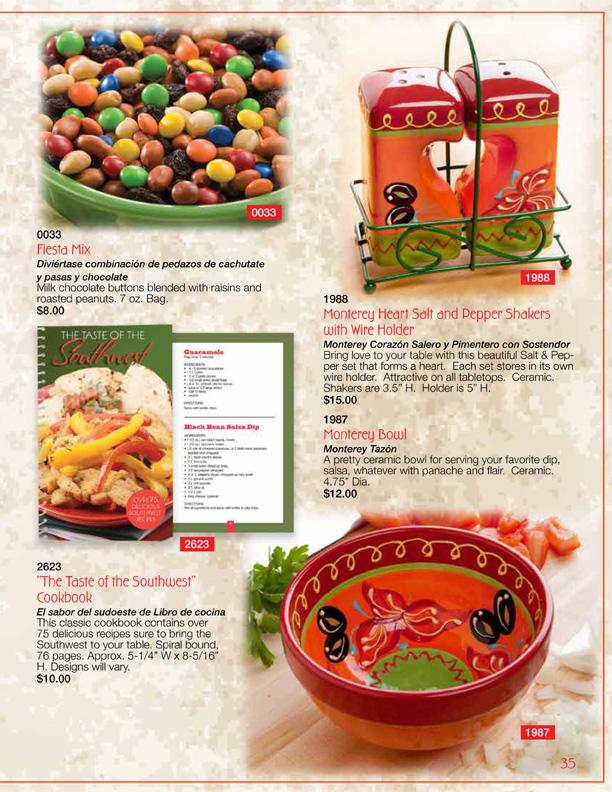 0033
0033
Fiesta Mix
Diviértase combinación de pedazos de cachutate
y pasas y chocolate
Milk chocolate buttons blended with raisins and
roasted peanuts. 7 oz. Bag.
$8.00
THE TASTE OF THE
Southwest
OVER 75
DELICIOUS
SOUTHWEST
RECIPES
Guacamole
INGREDIENTS:
DIRECTIONS:
Black Bean Salsa Dip
INGREDIENTS:
DIRECTIONS:
2623
2623
"The Taste of the Southwest"
Cookbook
El sabor del sudoeste de Libro de cocina
This classic cookbook contains over
75 delicious recipes sure to bring the
Southwest to your table. Spiral bound,
76 pages. Approx. 5-1/4" W x 8-5/16"
H. Designs will vary.
$10.00
1988
1988
Monterey Heart Salt and Pepper Shakers
with Wire Holder
Monterey Corazón Salero y Pimentero con Sostendor
Bring love to your table with this beautiful Salt & Pep-
per set that forms a heart. Each set stores in its own
wire holder. Attractive on all tabletops. Ceramic.
Shakers are 3.5" H. Holder is 5" H.
$15.00
1987
Monterey Bowl
Monterey Tazón
A pretty ceramic bowl for serving your favorite dip,
salsa, whatever with panache and flair. Ceramic.
4.75" Dia.
$12.00
1987
35